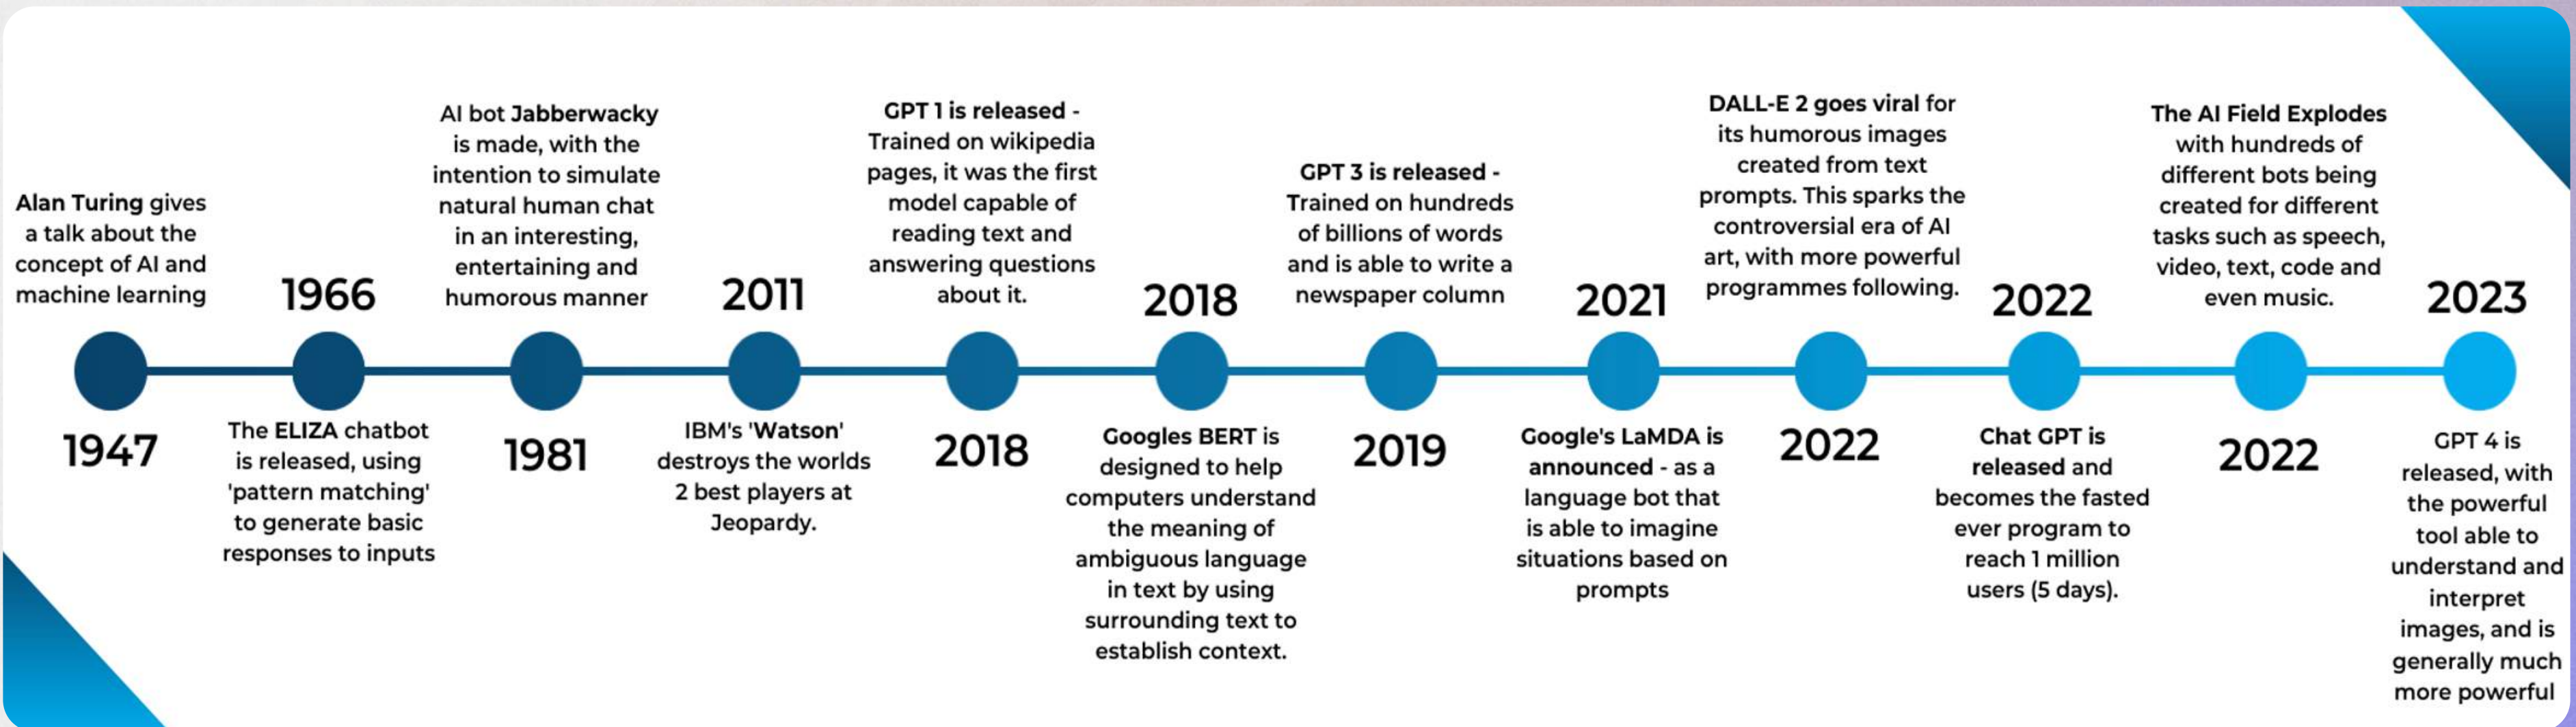 Alan Turing gives
a talk about the
concept of AI and
machine learning
1947
1966
The ELIZA chatbot
is released, using
'pattern matching'
to generate basic
responses to inputs
AI bot Jabberwacky
is made, with the
intention to simulate
natural human chat
in an interesting,
entertaining and
humorous manner
1981
2011
IBM's 'Watson'
destroys the worlds
2 best players at
Jeopardy.
GPT 1 is released -
Trained on wikipedia
pages, it was the first
model capable of
reading text and
answering questions
about it.
2018
2018
Googles BERT is
designed to help
computers understand
the meaning of
ambiguous language
in text by using
surrounding text to
establish context.
GPT 3 is released -
Trained on hundreds
of billions of words
and is able to write a
newspaper column
2019
2021
Google's LaMDA is
announced - as a
language bot that
is able to imagine
situations based on
prompts
DALL-E 2 goes viral for
its humorous images
created from text
prompts. This sparks the
controversial era of AI
art, with more powerful
programmes following.
2022
2022
Chat GPT is
released and
becomes the fasted
ever program to
reach 1 million
users (5 days).
The AI Field Explodes
with hundreds of
different bots being
created for different
tasks such as speech,
video, text, code and
even music.
2022
2023
GPT 4 is
released, with
the powerful
tool able to
understand and
interpret
images, and is
generally much
more powerful